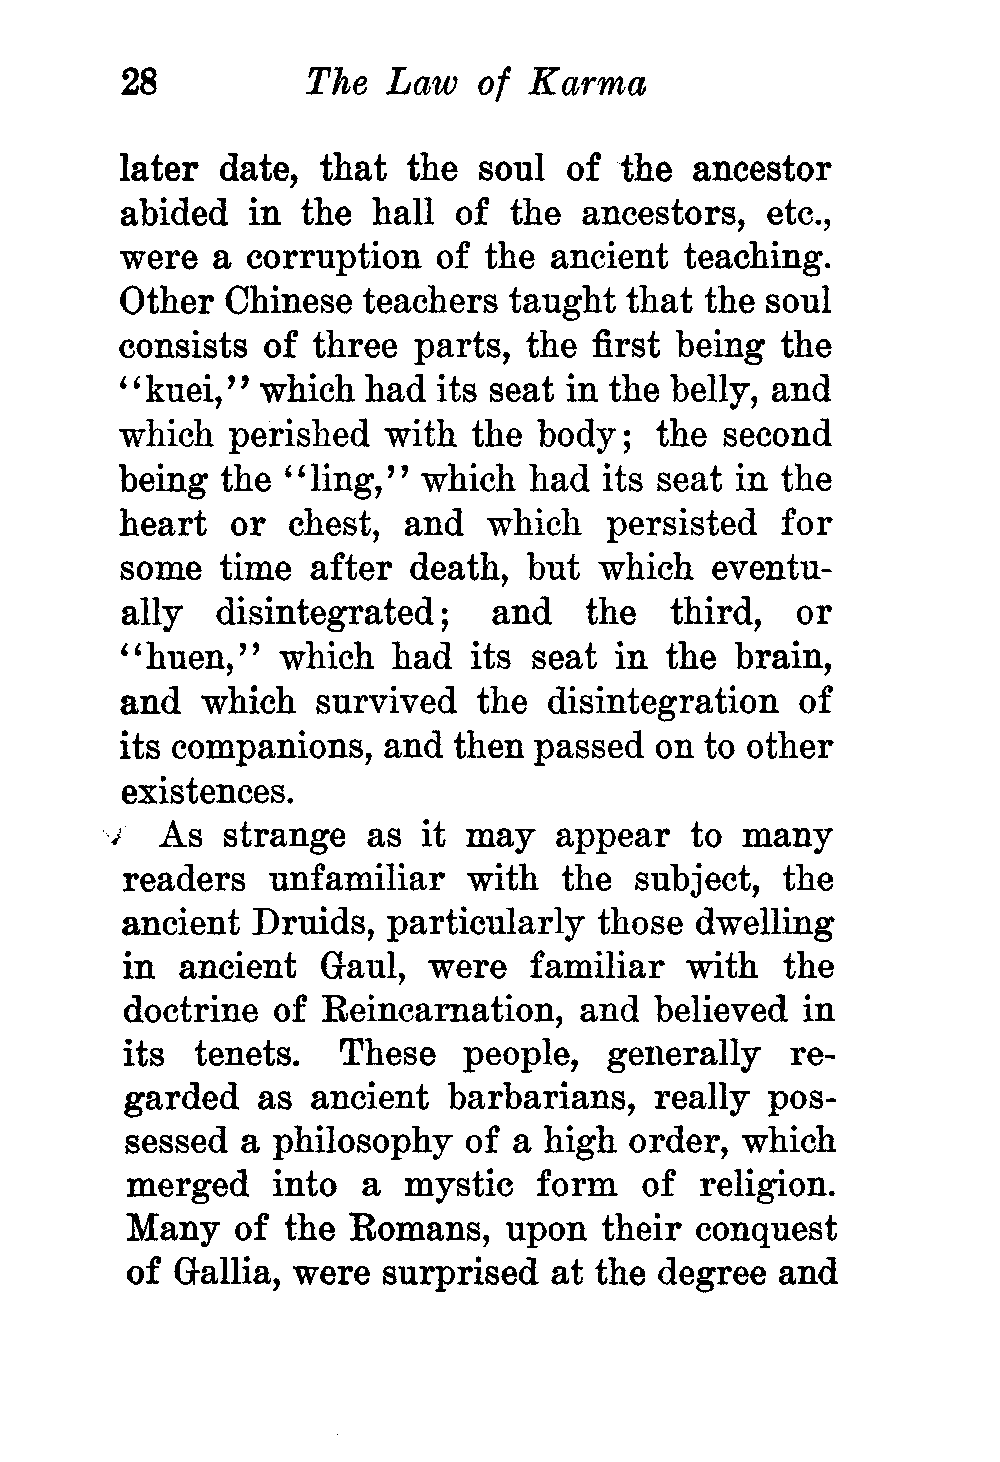 28 The Law of Karma
later date, that the soul of the ancestor
abided in the hall of the ancestors, etc.,
were a corruption of the ancient teaching.
Other Chinese teachers taught that the soul
consists of three parts, the first being the
“kuei,” which had its seat in the belly, and
which perished with the body; the second
being the “ling,” which had its seat in the
heart or chest, and which persisted for
some time after death, but which eventu-
ally disintegrated; and the third, or
“huen,” which had its seat in the brain,
and which survived the disintegration of
its companions, and then passed on to other
existences.
As strange as it may appear to many
readers unfamiliar with the subject, the
ancient Druids, particularly those dwelling
in ancient Gaul, were familiar with the
doctrine of Reincarnation, and believed in
its tenets. These people, generally re-
garded as ancient barbarians, really pos-
sessed a philosophy of a high order, which
merged into a mystic form of religion.
Many of the Romans, upon their conquest
of Gallia, were surprised at the degree and